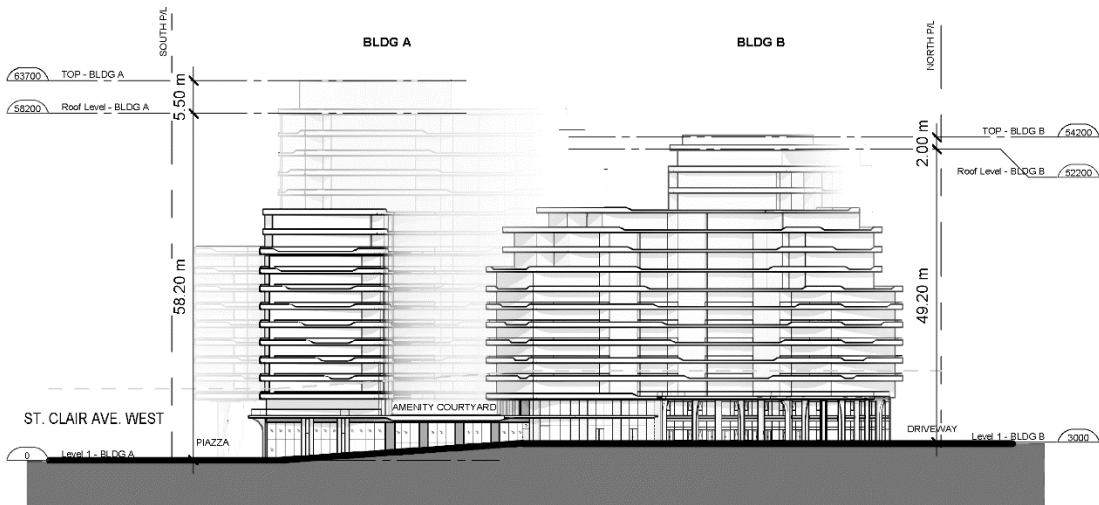 SOUTH P/L
BLDG A
BLDG B
NORTH P/L
63700
TOP - BLDG A
5.50 m
58200
Roof Level - BLDG A
TOP - BLDG B
54200
2.00 m
Roof Level - BLDG B
52200
58.20 m
49.20 m
ST. CLAIR AVE. WEST
AMENITY COURTYARD
PIAZZA
DRIVEWAY
0
Level 1 - BLDG A
Level 1 - BLDG B
3000